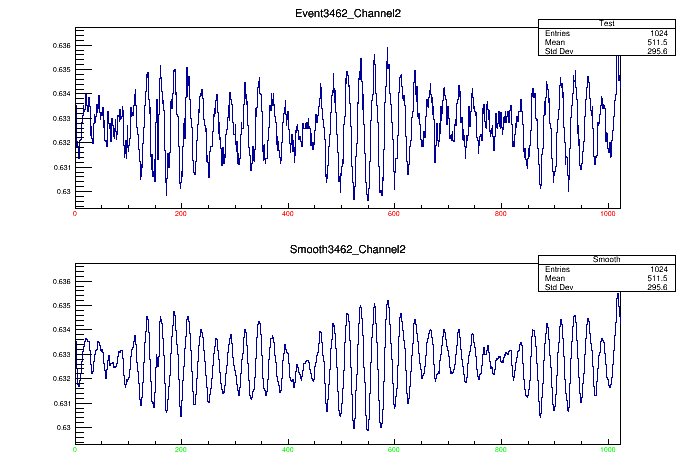 Event3462_Channel2
Test
Entries 1024
Mean 511.5
Std Dev 295.6
0.636
0.635
0.634
0.633
0.632
0.631
0.63
0 200 400 600 800 1000
Smooth3462_Channel2
Smooth
Entries 1024
Mean 511.5
Std Dev 295.6
0.636
0.635
0.634
0.633
0.632
0.631
0.63
0 200 400 600 800 1000